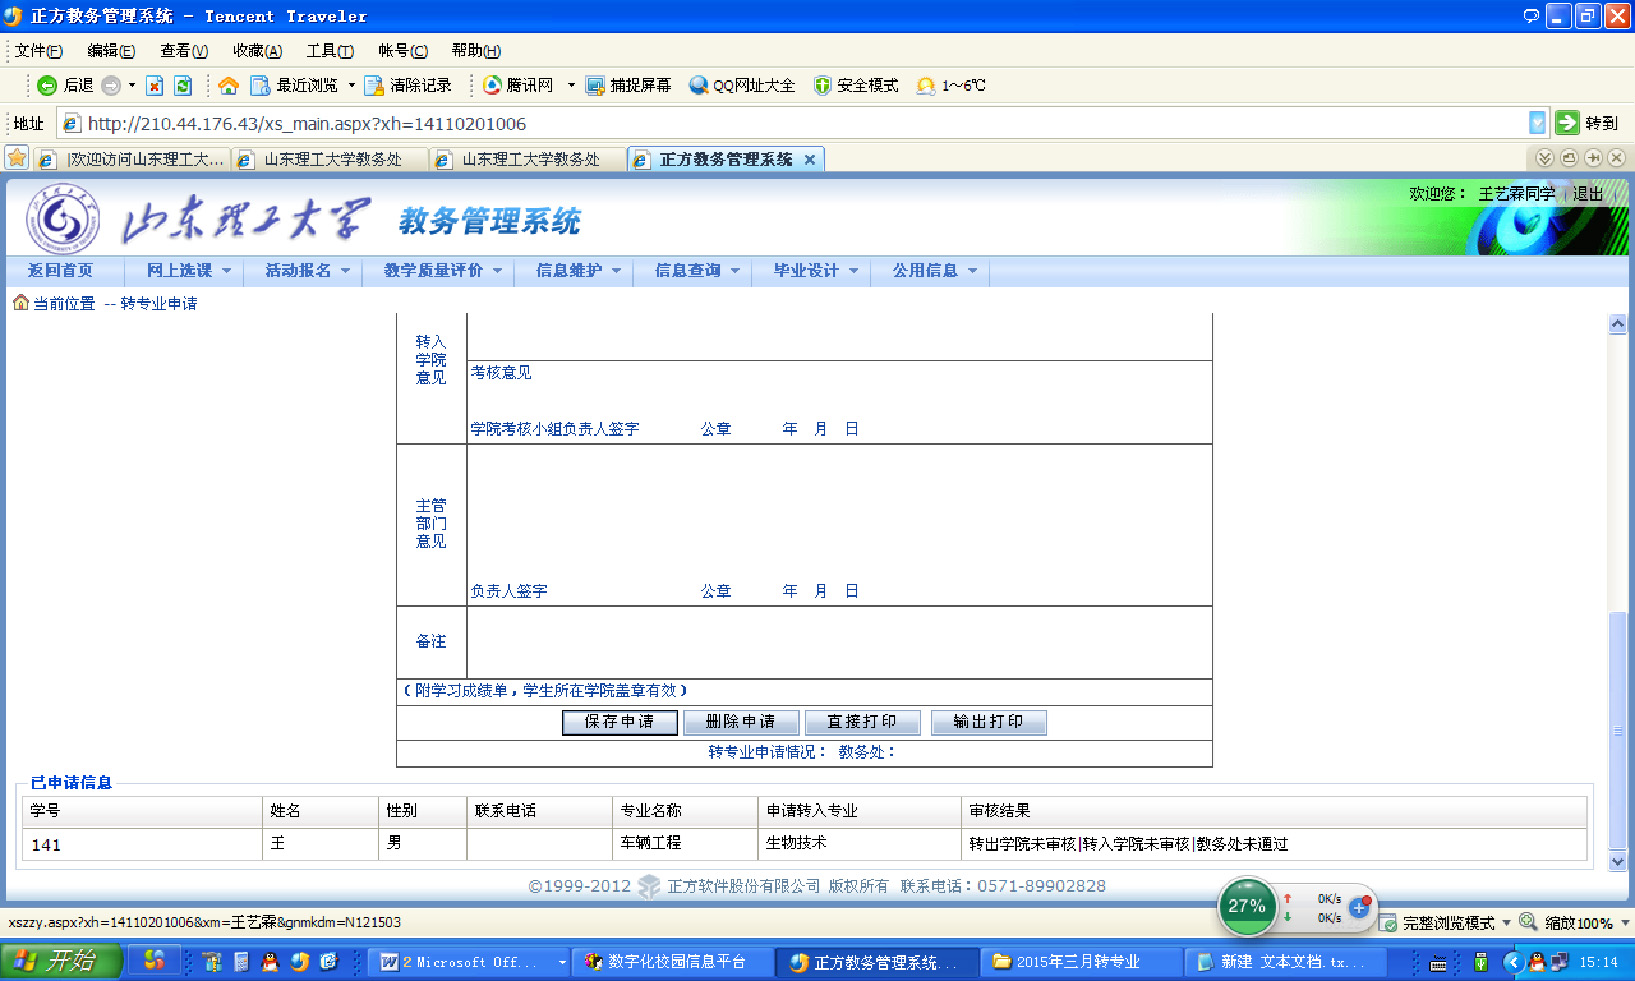 正方教务管理系统 - Tencent Traveler
文件(F) 编辑(E) 查看(V) 收藏(A) 工具(T) 帐号(C) 帮助(H)
后退 最近浏览 清除记录 腾讯网 捕捉屏幕 QQ网址大全 安全模式 1～6℃
地址 http://210.44.176.43/xs_main.aspx?xh=14110201006 转到
欢迎访问山东理工大... 山东理工大学教务处 山东理工大学教务处 正方教务管理系统
欢迎您： 王艺霖同学 退出
山东理工大学 教务管理系统
返回首页 网上选课 活动报名 教学质量评价 信息维护 信息查询 毕业设计 公用信息
当前位置 -- 转专业申请
转入
学院
意见
考核意见
学院考核小组负责人签字 公章 年 月 日
主管
部门
意见
负责人签字 公章 年 月 日
备注
（附学习成绩单，学生所在学院盖章有效）
保存申请 删除申请 直接打印 输出打印
转专业申请情况： 教务处：
已申请信息
学号 姓名 性别 联系电话 专业名称 申请转入专业 审核结果
141 王 男 车辆工程 生物技术 转出学院未审核|转入学院未审核|教务处未通过
©1999-2012 正方软件股份有限公司 版权所有 联系电话：0571-89902828
27% 0K/s
0K/s
xszzy.aspx?xh=14110201006&xm=王艺霖&gnmkdm=N121503 完整浏览模式 缩放100%
开始 2 Microsoft Off... 数字化校园信息平台 正方教务管理系统... 2015年三月转专业 新建 文本文档.tx... 15:14